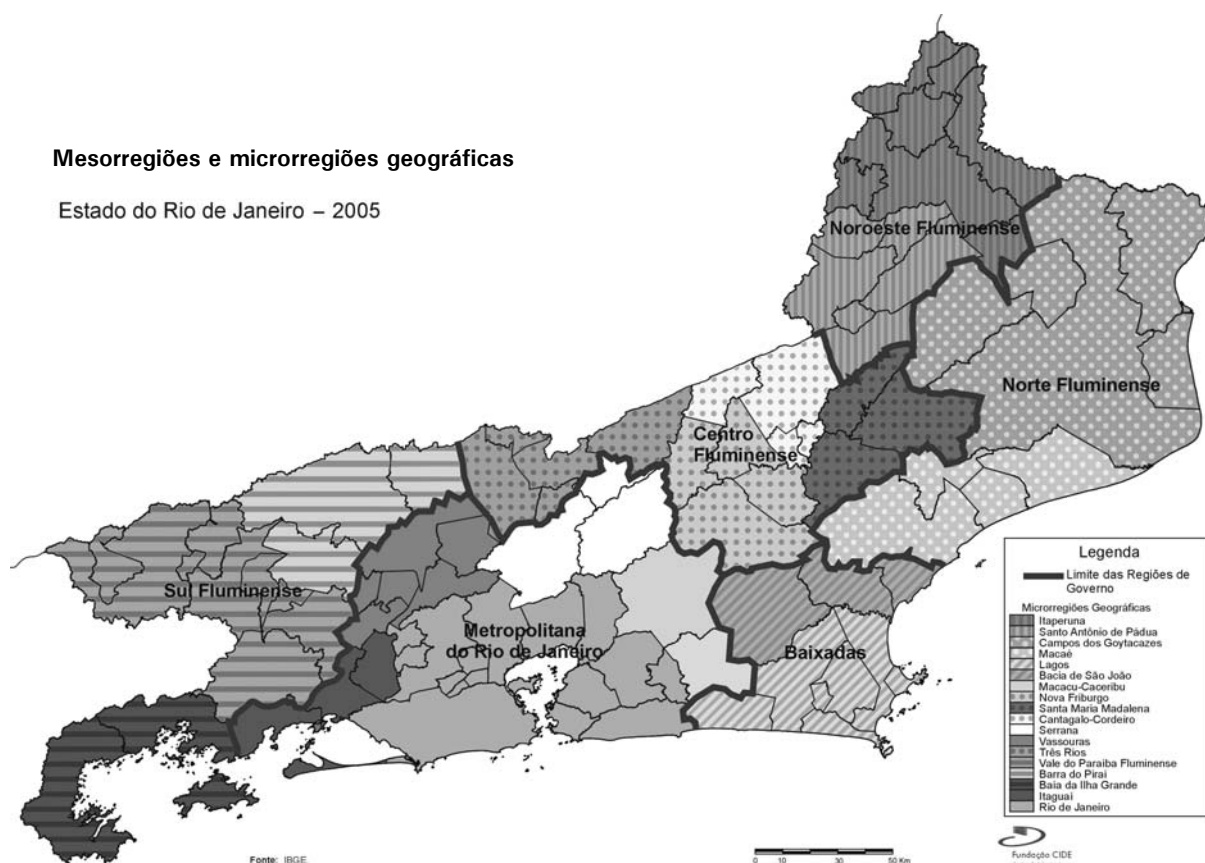 Mesorregiões e microrregiões geográficas
Estado do Rio de Janeiro – 2005
Noroeste Fluminense
Norte Fluminense
Centro
Fluminense
Sul Fluminense
Metropolitana
do Rio de Janeiro
Baixadas
Legenda
Limite das Regiões de
Governo
Microrregiões Geográficas
Itaperuna
Santo Antônio de Pádua
Campos dos Goytacazes
Macaé
Lagos
Bacia de São João
Macacu-Caceribu
Nova Friburgo
Santa Maria Madalena
Cantagalo-Cordeiro
Serrana
Vassouras
Três Rios
Vale do Paraiba Fluminense
Barra do Pirai
Baia da Ilha Grande
Itaguai
Rio de Janeiro
Fonte: IBGE.
0 10 30 50 Km
Fundação CIDE